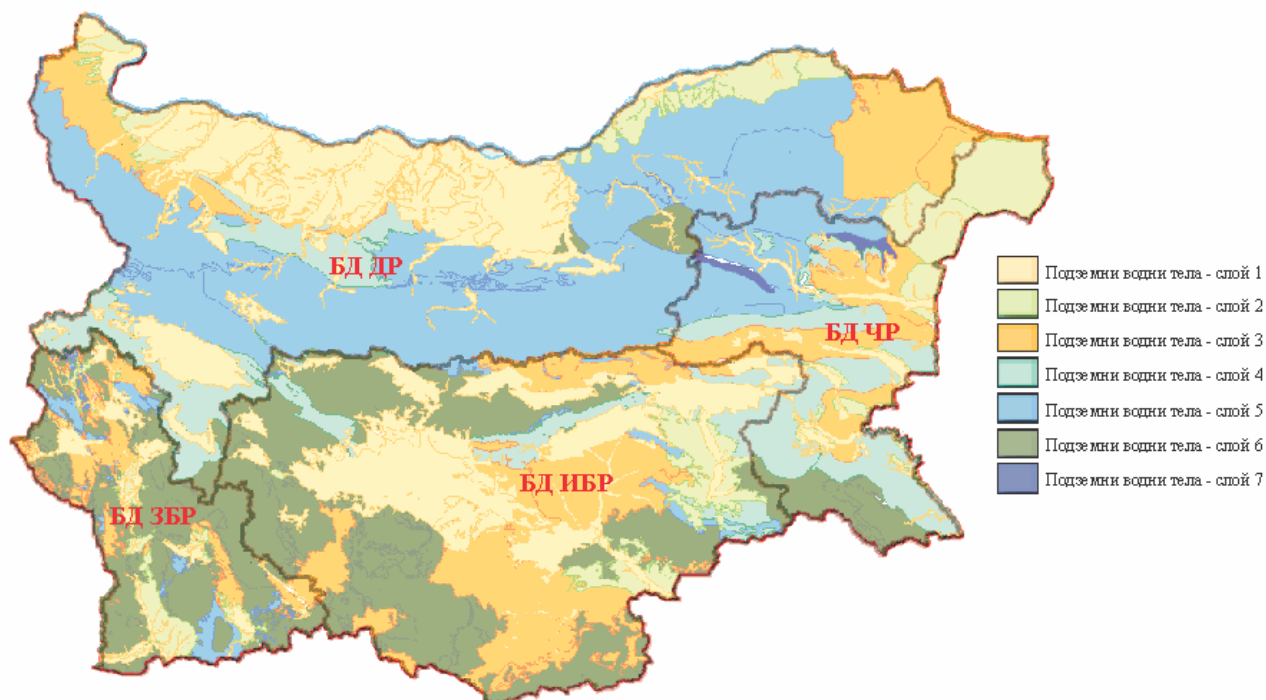 БД ДР
БД ЧР
БД ИБР
БД ЗБР
Подземни водни тела - слой 1
Подземни водни тела - слой 2
Подземни водни тела - слой 3
Подземни водни тела - слой 4
Подземни водни тела - слой 5
Подземни водни тела - слой 6
Подземни водни тела - слой 7